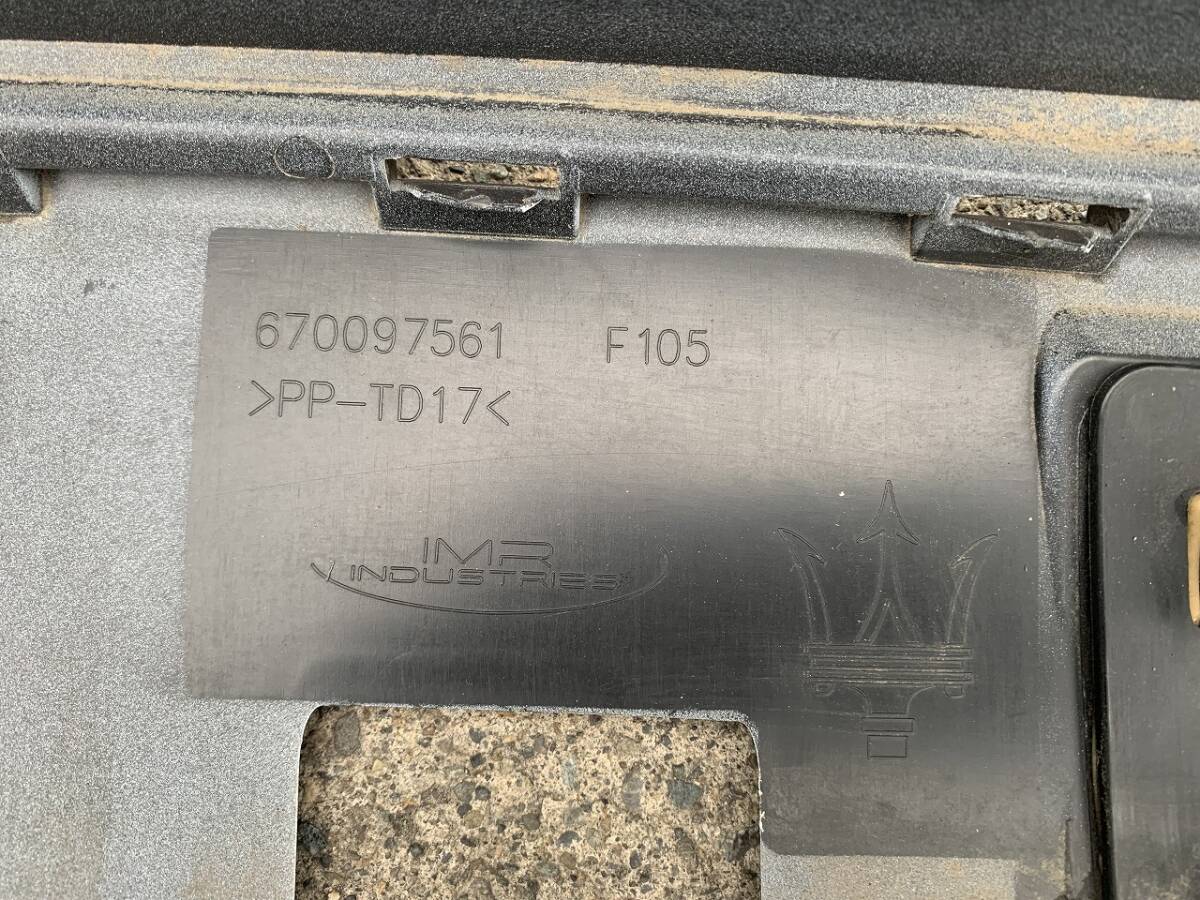 670097561 F105
>PP-TD17<
IMR
INDUSTRIES